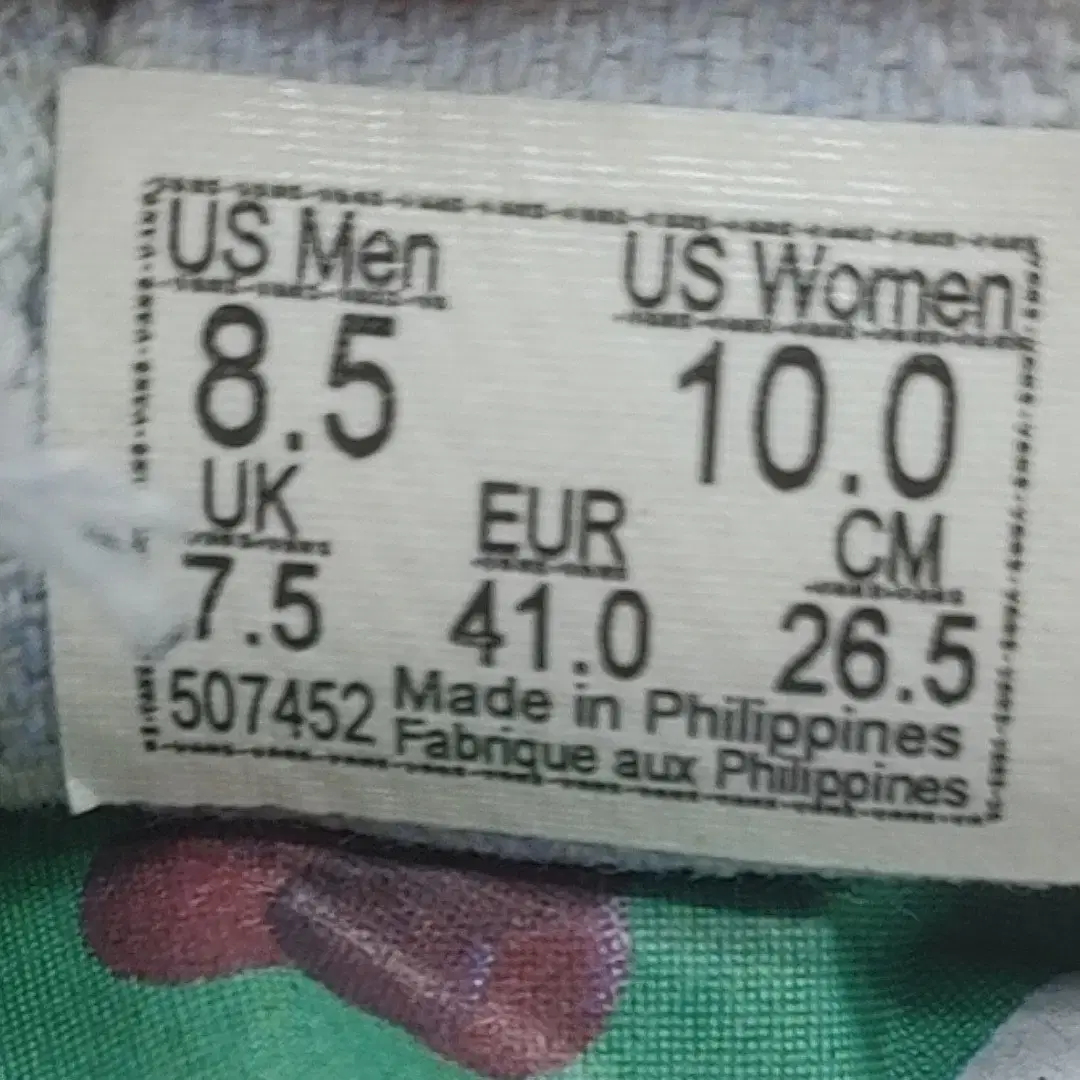 US Men US Women
8.5 10.0
UK EUR CM
7.5 41.0 26.5
507452 Made in Philippines
Fabrique aux Philippines